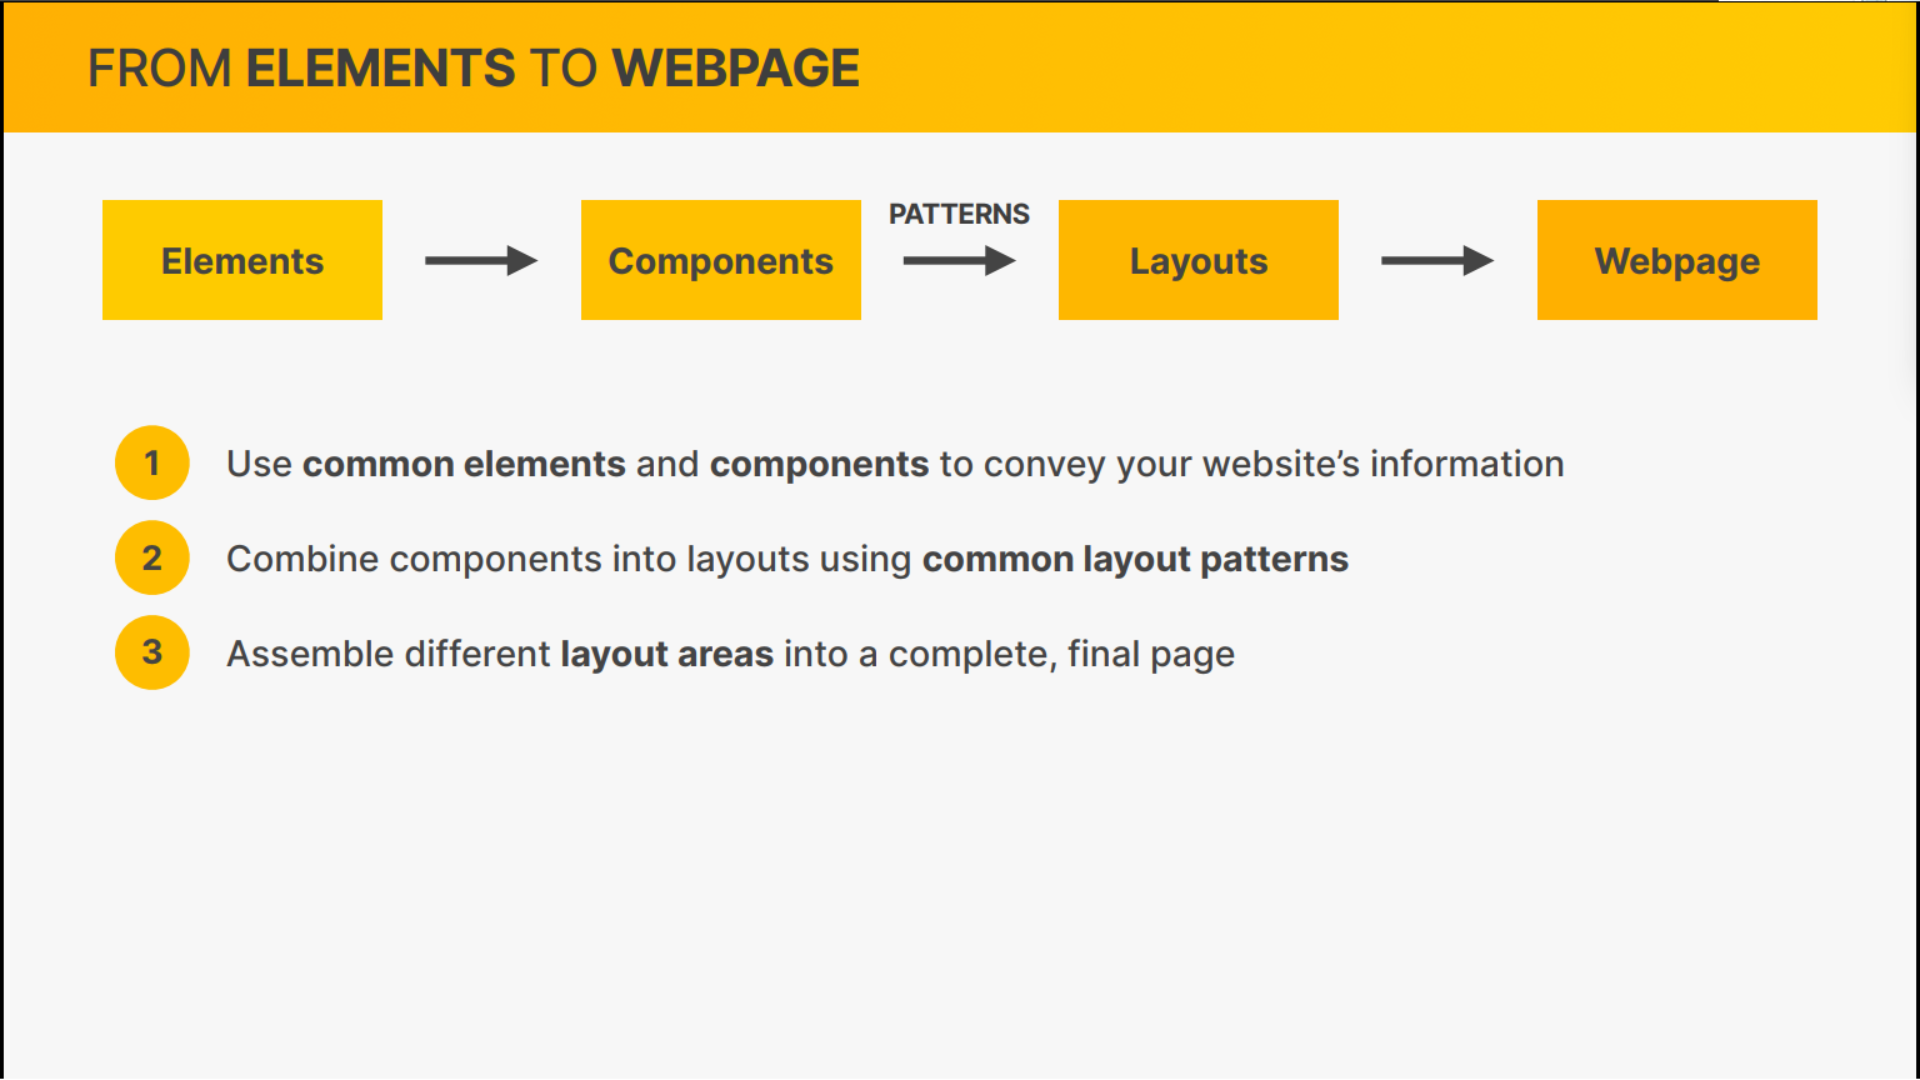 FROM ELEMENTS TO WEBPAGE
PATTERNS
Elements
Components
Layouts
Webpage
1
Use common elements and components to convey your website’s information
2
Combine components into layouts using common layout patterns
3
Assemble different layout areas into a complete, final page